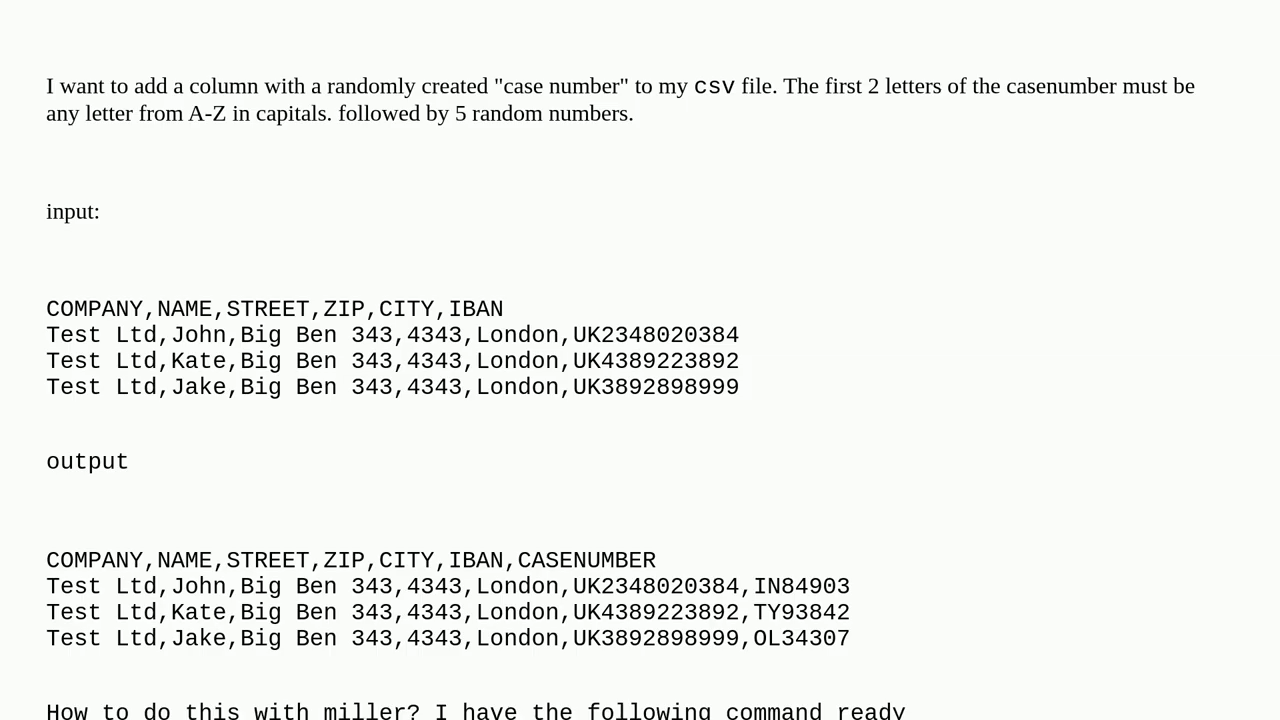 I want to add a column with a randomly created "case number" to my csv file. The first 2 letters of the casenumber must be
any letter from A-Z in capitals. followed by 5 random numbers.
input:
COMPANY,NAME,STREET,ZIP,CITY,IBAN
Test Ltd,John,Big Ben 343,4343,London,UK2348020384
Test Ltd,Kate,Big Ben 343,4343,London,UK4389223892
Test Ltd,Jake,Big Ben 343,4343,London,UK3892898999
output
COMPANY,NAME,STREET,ZIP,CITY,IBAN,CASENUMBER
Test Ltd,John,Big Ben 343,4343,London,UK2348020384,IN84903
Test Ltd,Kate,Big Ben 343,4343,London,UK4389223892,TY93842
Test Ltd,Jake,Big Ben 343,4343,London,UK3892898999,OL34307
How to do this with miller? I have the following command ready